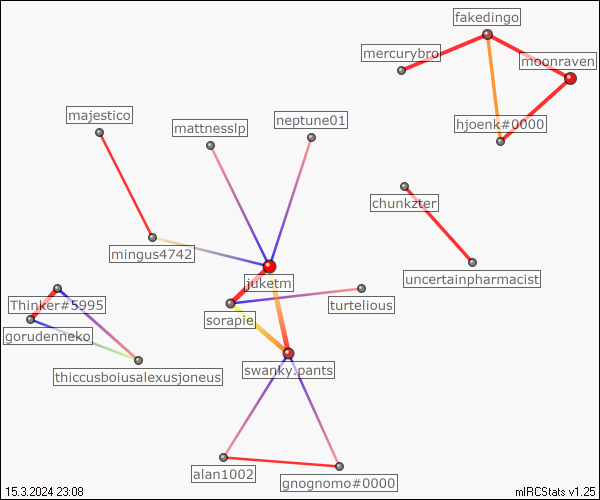 fakedingo
mercurybro
moonraven
majestico
mattnesslp
neptune01
hjoenk#0000
chunkzter
mingus4742
juketm
uncertainpharmacist
Thinker#5995
sorapie
turtelious
gorudenneko
thiccusboiusalexusjoneus
swanky.pants
alan1002
gnognomo#0000
15.3.2024 23:08
mIRCStats v1.25